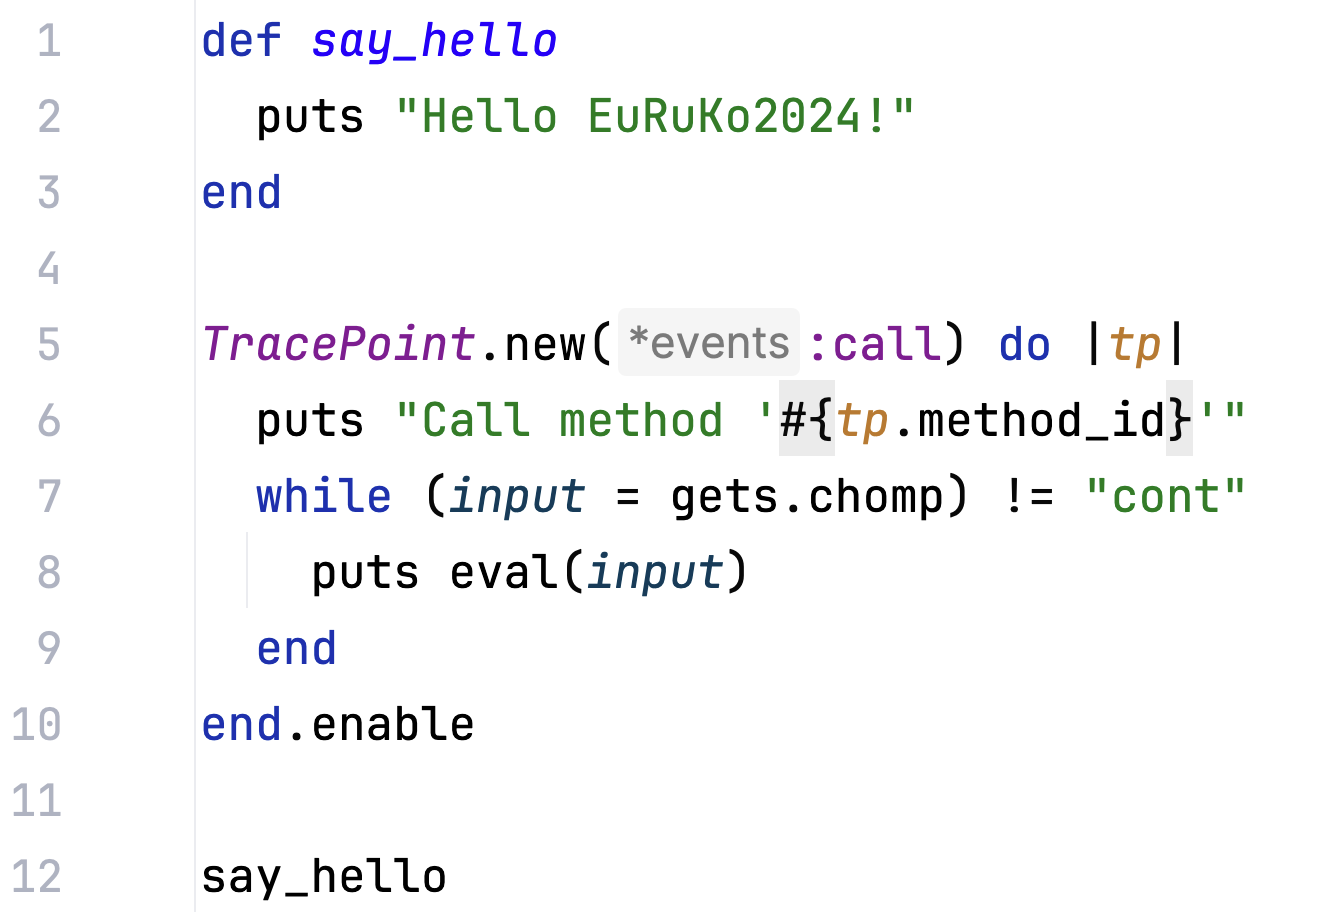 1 def say_hello
2   puts "Hello EuRuKo2024!"
3 end
4
5 TracePoint.new( *events :call) do |tp|
6   puts "Call method '#{tp.method_id}'"
7   while (input = gets.chomp) != "cont"
8     puts eval(input)
9   end
10 end.enable
11
12 say_hello